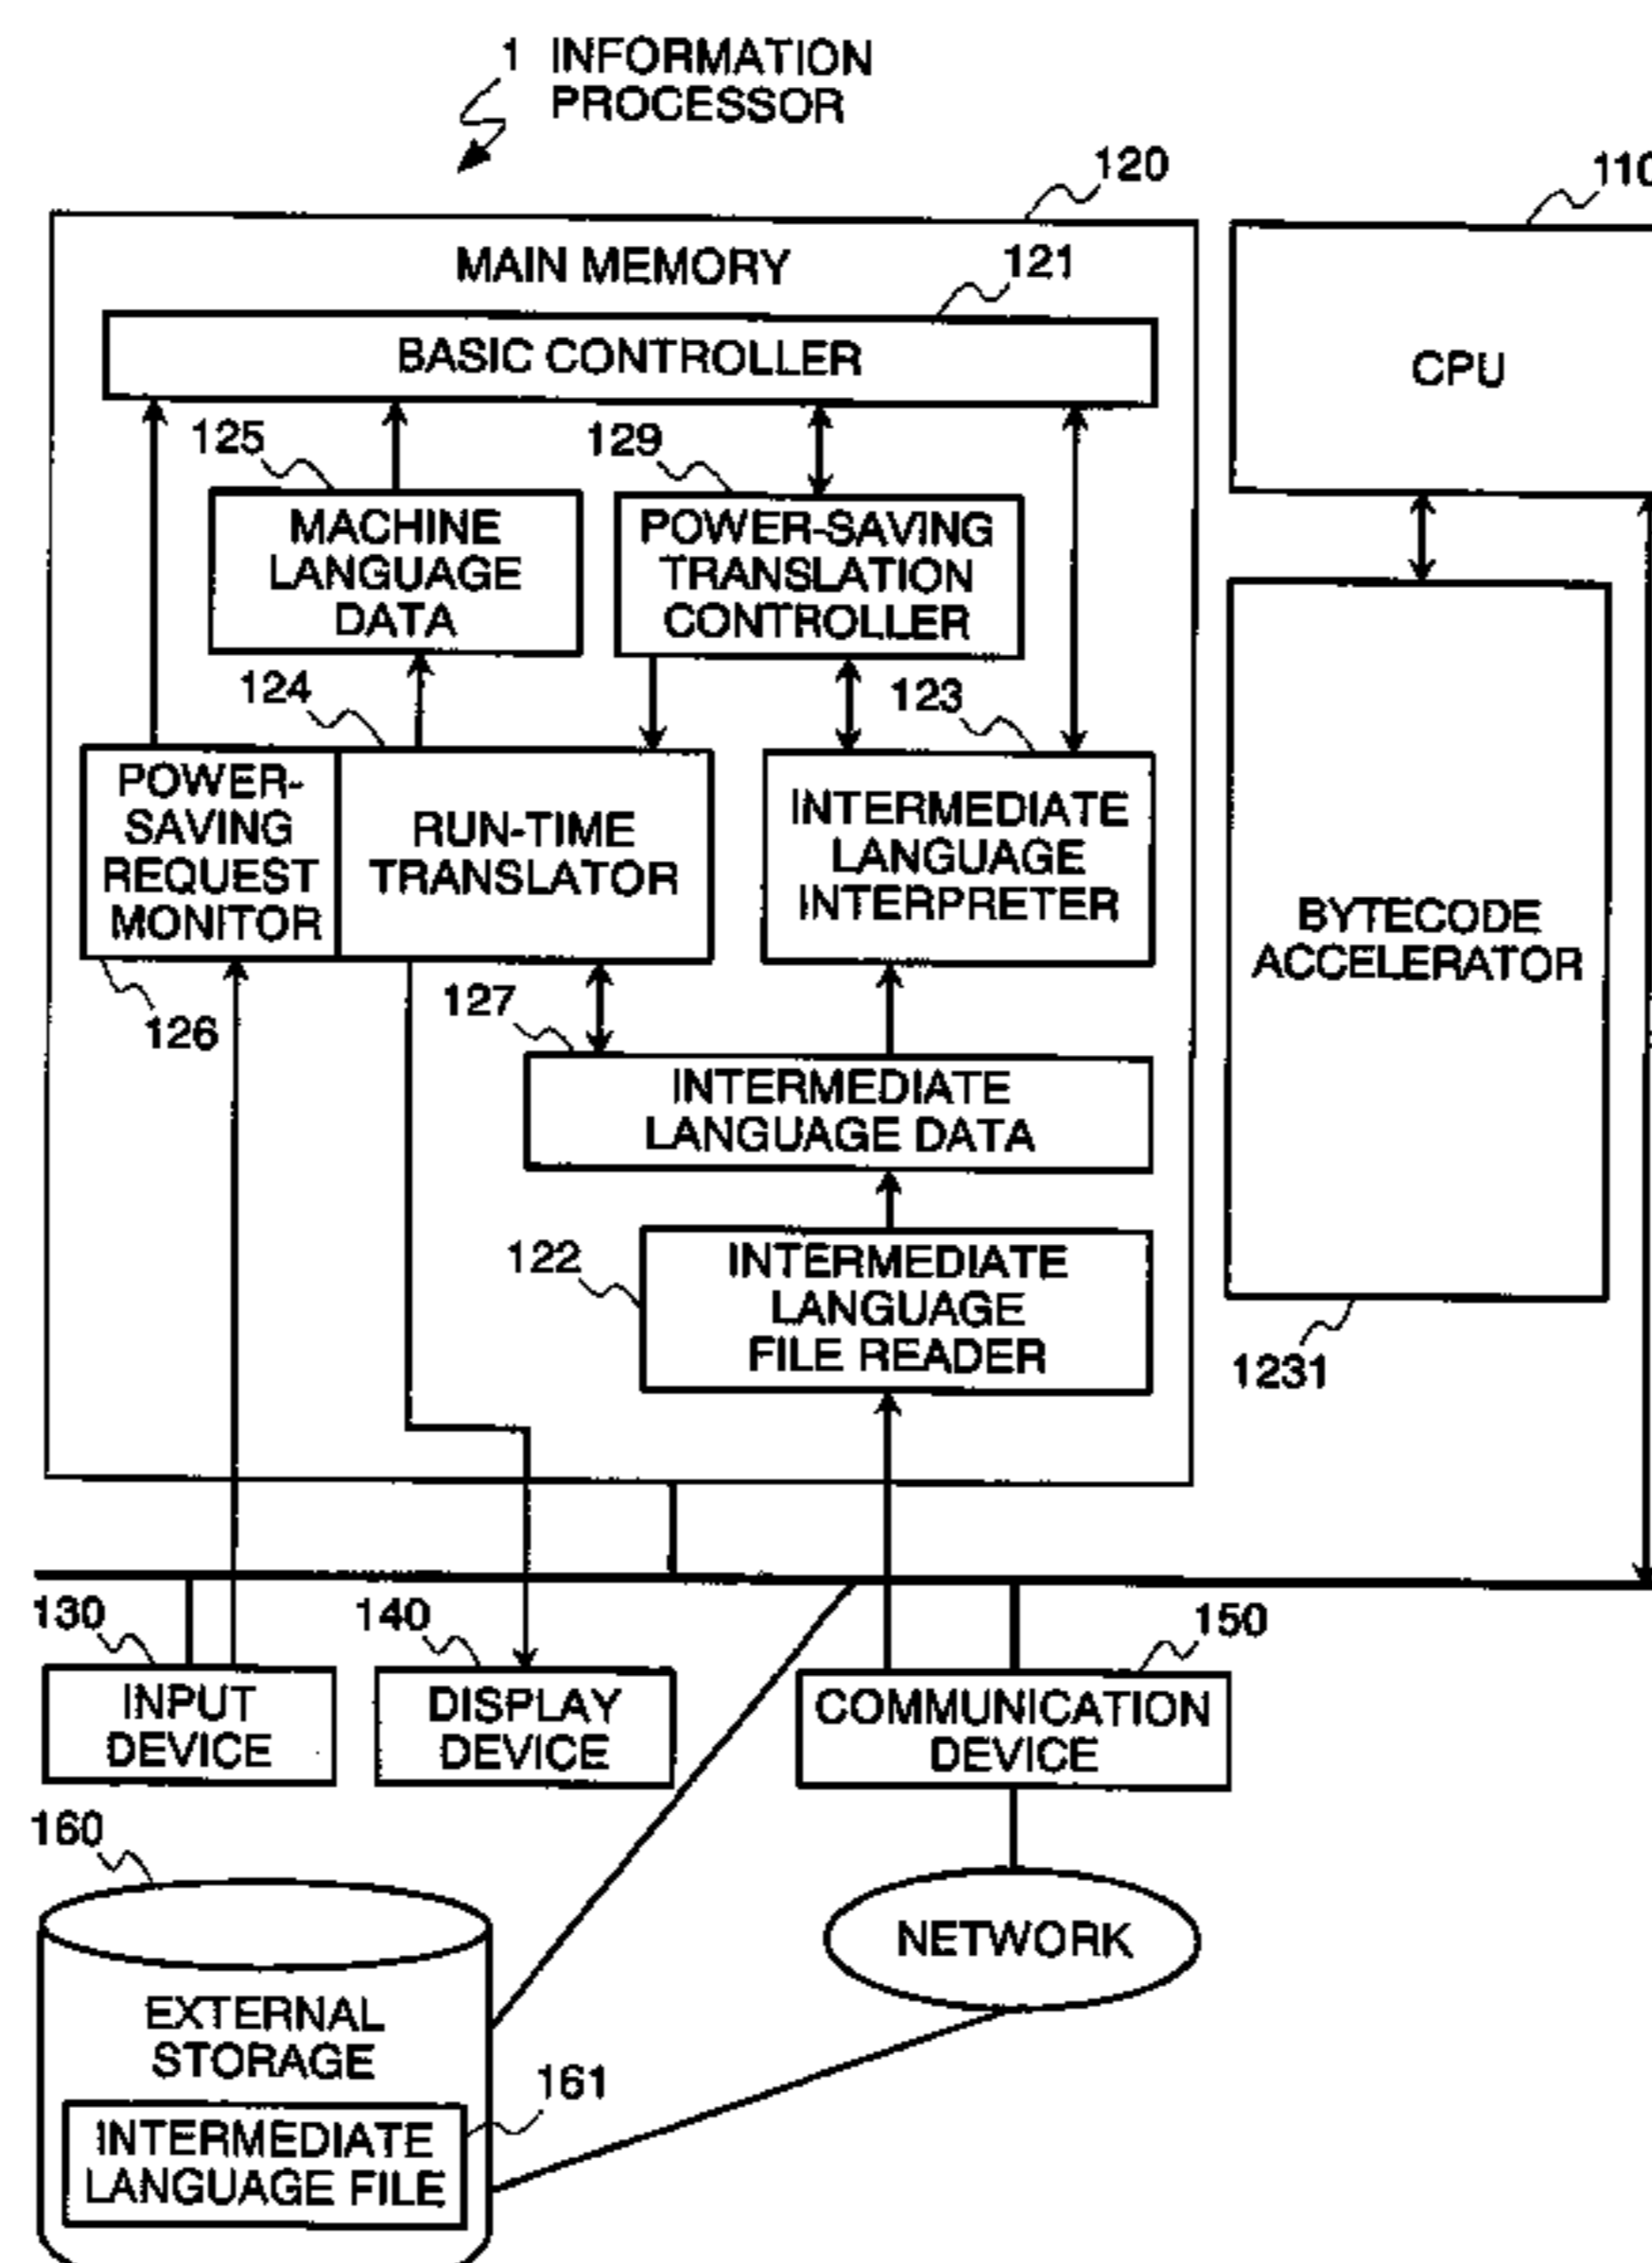 1 INFORMATION
PROCESSOR
120
110
MAIN MEMORY
121
BASIC CONTROLLER
CPU
125
129
MACHINE
LANGUAGE
DATA
POWER-SAVING
TRANSLATION
CONTROLLER
124
123
POWER-
SAVING
REQUEST
MONITOR
RUN-TIME
TRANSLATOR
INTERMEDIATE
LANGUAGE
INTERPRETER
BYTECODE
ACCELERATOR
126
127
INTERMEDIATE
LANGUAGE DATA
122
INTERMEDIATE
LANGUAGE
FILE READER
1231
130
140
150
INPUT
DEVICE
DISPLAY
DEVICE
COMMUNICATION
DEVICE
160
NETWORK
EXTERNAL
STORAGE
161
INTERMEDIATE
LANGUAGE FILE